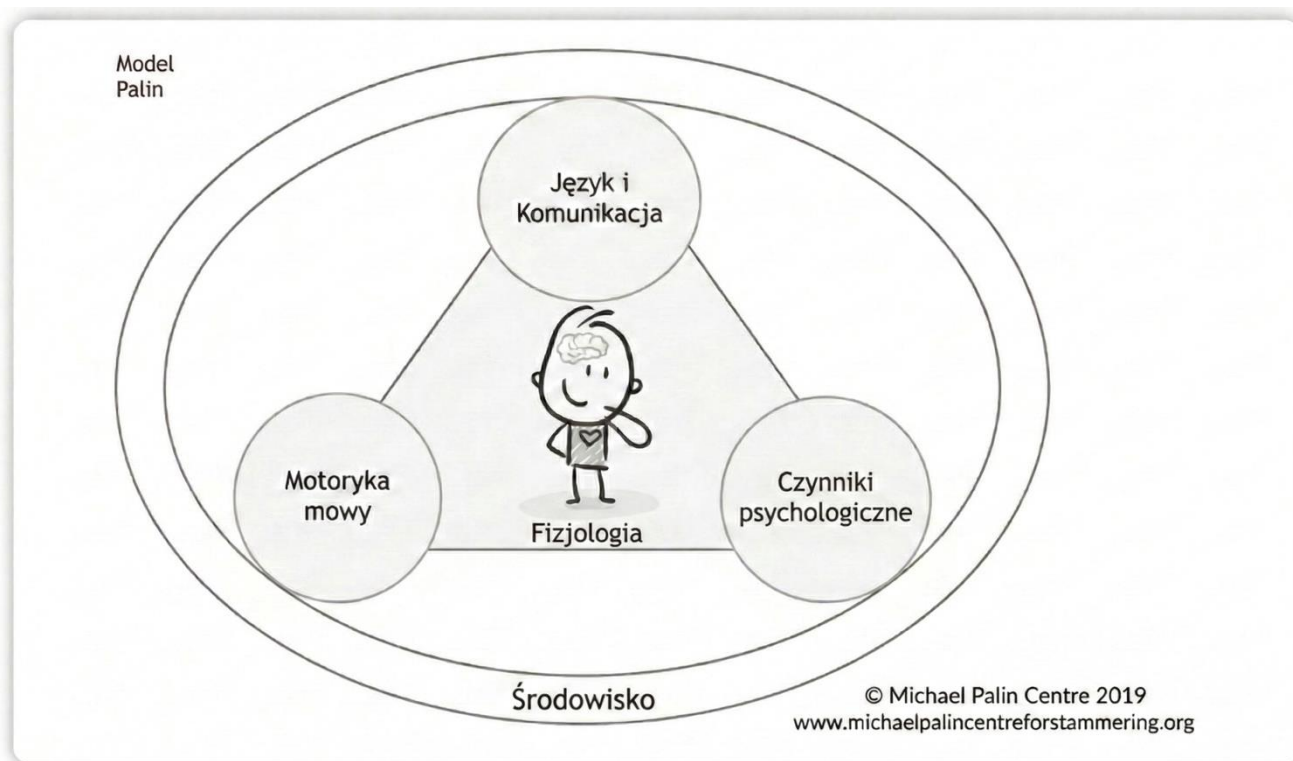 Model
Palin
Język i
Komunikacja
Motoryka
mowy
Czynniki
psychologiczne
Fizjologia
Środowisko
© Michael Palin Centre 2019
www.michaelpalincentreforstammering.org